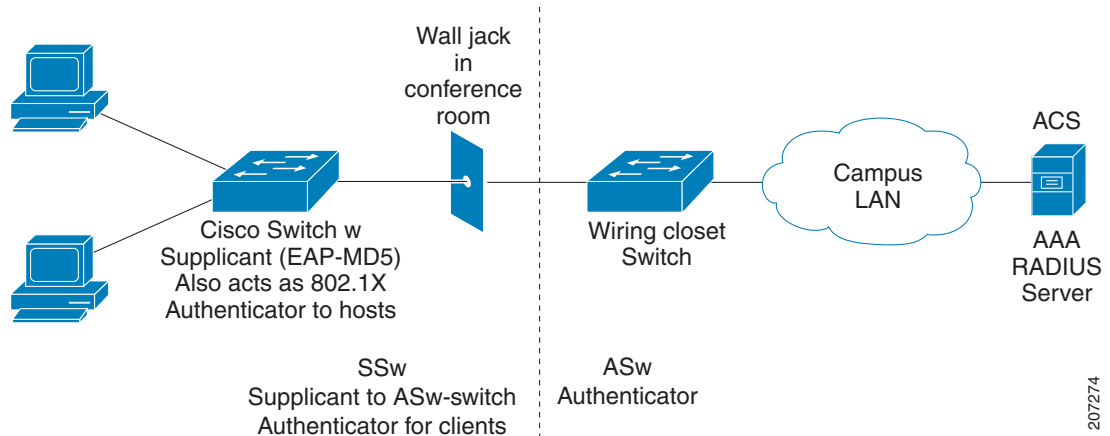 Wall jack
in
conference
room
Cisco Switch w
Supplicant (EAP-MD5)
Also acts as 802.1X
Authenticator to hosts
Wiring closet
Switch
Campus
LAN
ACS
AAA
RADIUS
Server
SSw
Supplicant to ASw-switch
Authenticator for clients
ASw
Authenticator
207274